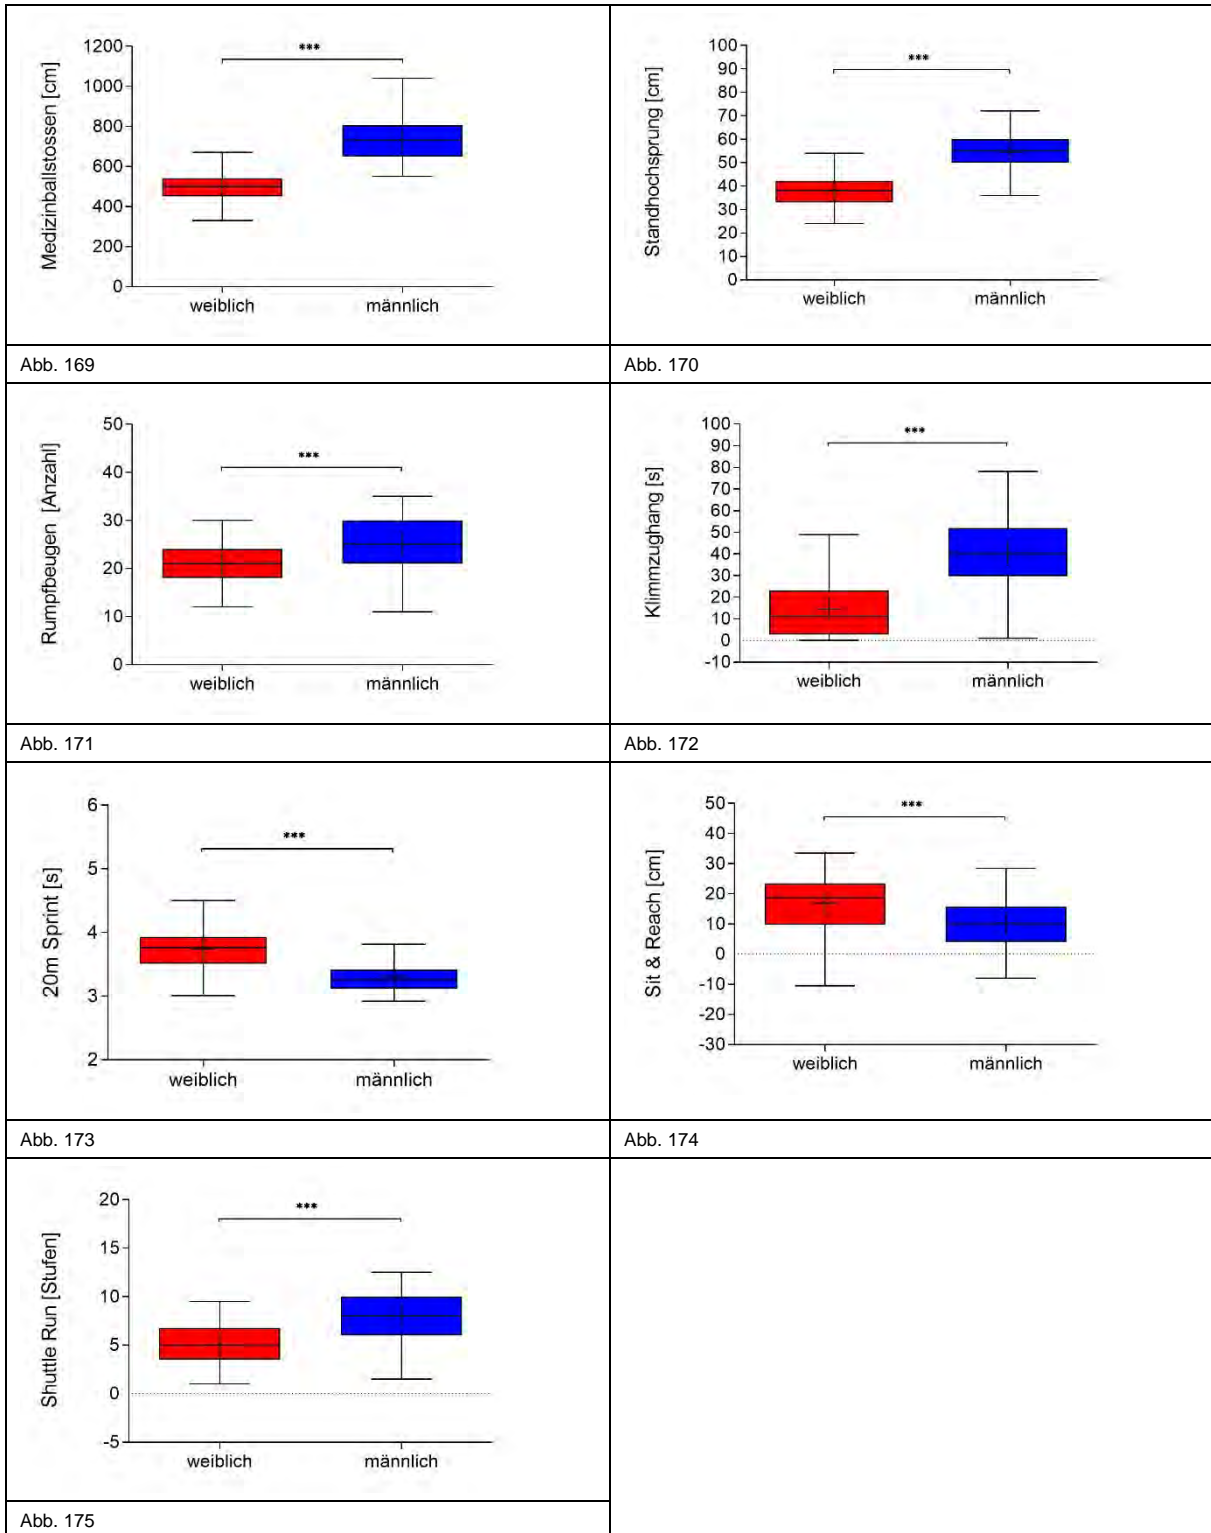 Medizinballstossen [cm]
1200
1000
800
600
400
200
0
***
weiblich
männlich
Abb. 169
Standhochsprung [cm]
100
90
80
70
60
50
40
30
20
10
0
***
weiblich
männlich
Abb. 170
Rumpfbeugen [Anzahl]
50
40
30
20
10
0
***
weiblich
männlich
Abb. 171
Klimmzughang [s]
100
90
80
70
60
50
40
30
20
10
0
-10
***
weiblich
männlich
Abb. 172
20m Sprint [s]
6
5
4
3
2
***
weiblich
männlich
Abb. 173
Sit & Reach [cm]
50
40
30
20
10
0
-10
-20
-30
***
weiblich
männlich
Abb. 174
Shuttle Run [Stufen]
20
15
10
5
0
-5
***
weiblich
männlich
Abb. 175